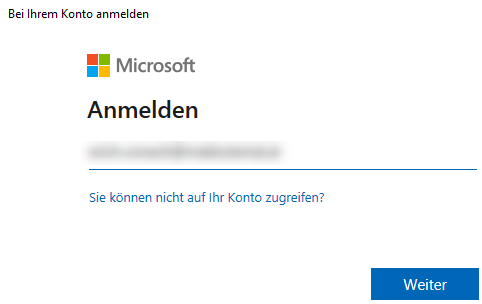 Bei Ihrem Konto anmelden
Microsoft
Anmelden
Sie können nicht auf Ihr Konto zugreifen?
Weiter